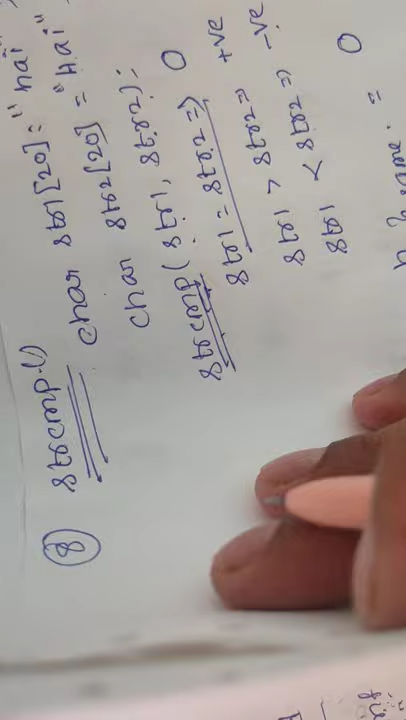 8 strcmp()
char str1[20] = "hai"
char str2[20] = "hai"
strcmp(str1, str2);
str1 = str2 => 0
str1 > str2 => +ve
str1 < str2 => -ve
= 0